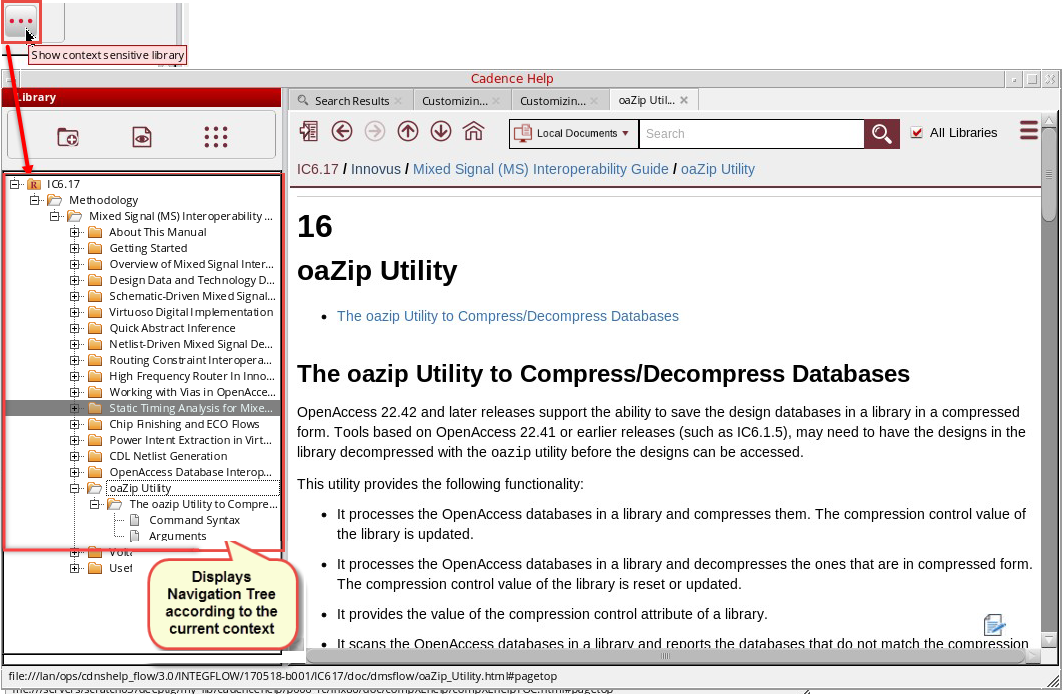 Show context sensitive library
Cadence Help
Library
Search Results
Customizin...
Customizin...
oaZip Util...
Local Documents
Search
All Libraries
IC6.17 / Innovus / Mixed Signal (MS) Interoperability Guide / oaZip Utility
R IC6.17
Methodology
Mixed Signal (MS) Interoperability ...
About This Manual
Getting Started
Overview of Mixed Signal Inter...
Design Data and Technology D...
Schematic-Driven Mixed Signal...
Virtuoso Digital Implementation
Quick Abstract Inference
Netlist-Driven Mixed Signal De...
Routing Constraint Interopera...
High Frequency Router In Inno...
Working with Vias in OpenAcce...
Static Timing Analysis for Mixe...
Chip Finishing and ECO Flows
Power Intent Extraction in Virt...
CDL Netlist Generation
OpenAccess Database Interop...
oaZip Utility
The oazip Utility to Compre...
Command Syntax
Arguments
Displays
Navigation Tree
according to the
current context
16
oaZip Utility
• The oazip Utility to Compress/Decompress Databases
The oazip Utility to Compress/Decompress Databases
OpenAccess 22.42 and later releases support the ability to save the design databases in a library in a compressed
form. Tools based on OpenAccess 22.41 or earlier releases (such as IC6.1.5), may need to have the designs in the
library decompressed with the oazip utility before the designs can be accessed.
This utility provides the following functionality:
• It processes the OpenAccess databases in a library and compresses them. The compression control value of
the library is updated.
• It processes the OpenAccess databases in a library and decompresses the ones that are in compressed form.
The compression control value of the library is reset or updated.
• It provides the value of the compression control attribute of a library.
• It scans the OpenAccess databases in a library and reports the databases that do not match the compression
file:///lan/ops/cdnshelp_flow/3.0/INTEGFLOW/170518-b001/IC617/doc/dmsflow/oaZip_Utility.html#pagetop